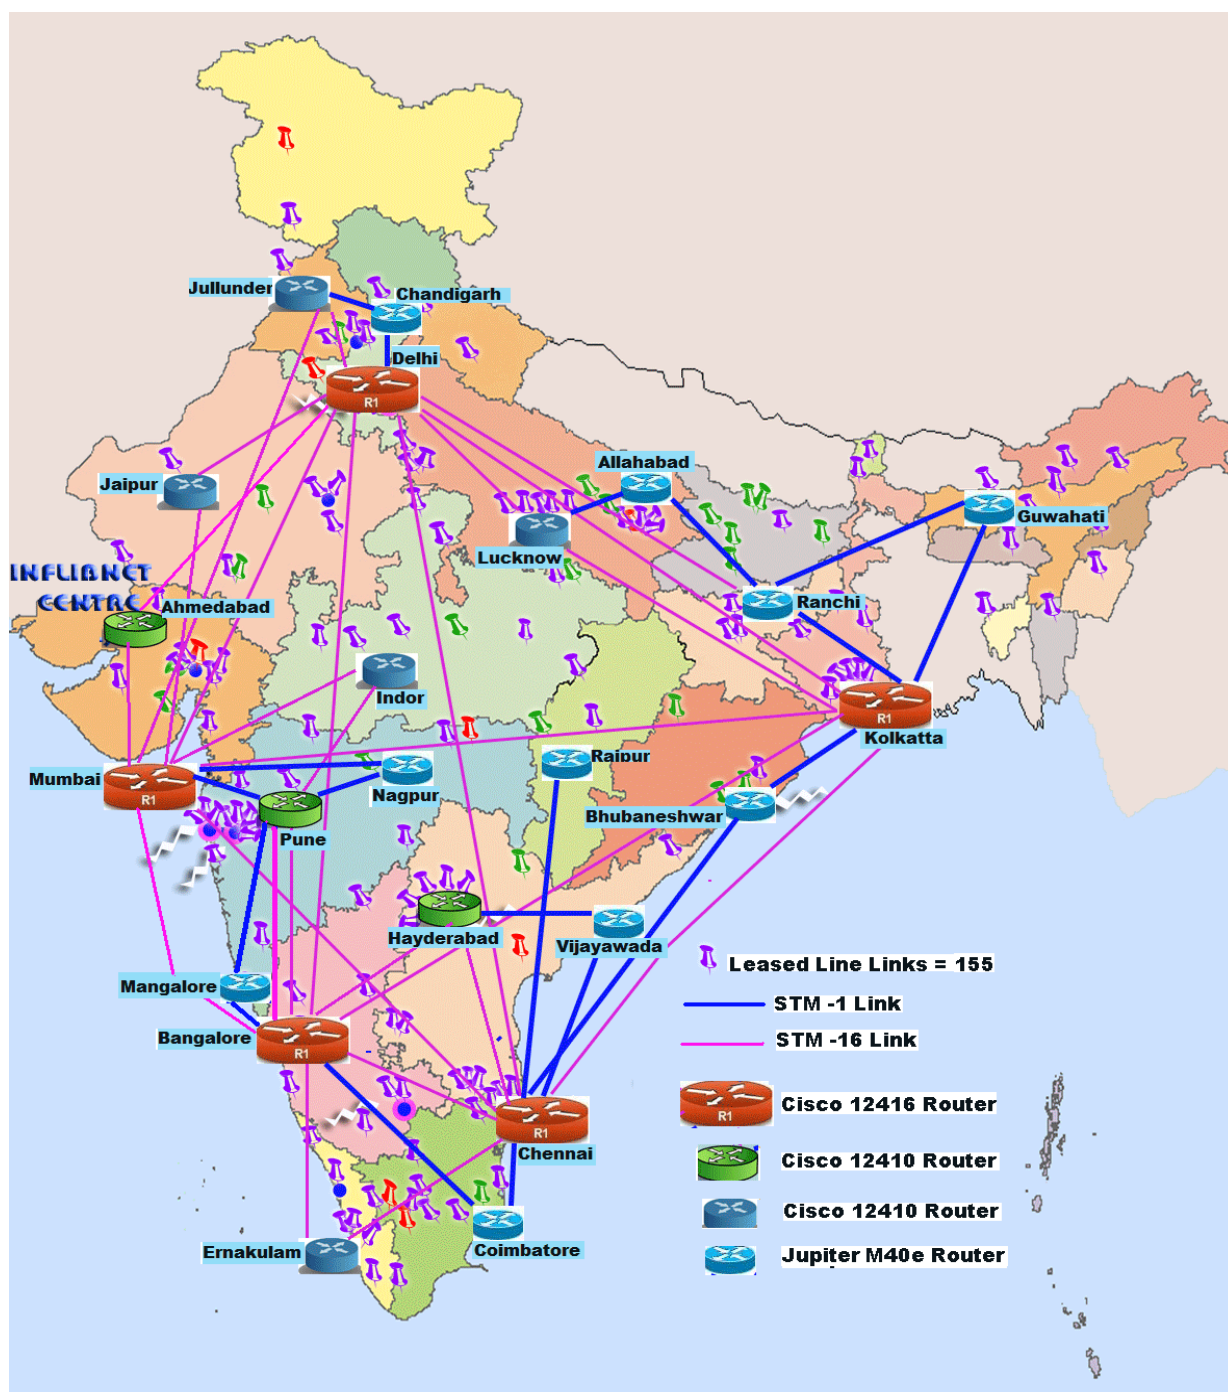 Jullunder
Chandigarh
Delhi
R1
Jaipur
Allahabad
Lucknow
Guwahati
INFLIBNET
CENTRE
Ahmedabad
Ranchi
Indor
R1
Kolkatta
Mumbai
R1
Nagpur
Raipur
Bhubaneshwar
Pune
Hayderabad
Vijayawada
Mangalore
Bangalore
R1
R1
Chennai
Ernakulam
Coimbatore
Leased Line Links = 155
STM -1 Link
STM -16 Link
R1
Cisco 12416 Router
Cisco 12410 Router
Cisco 12410 Router
Jupiter M40e Router